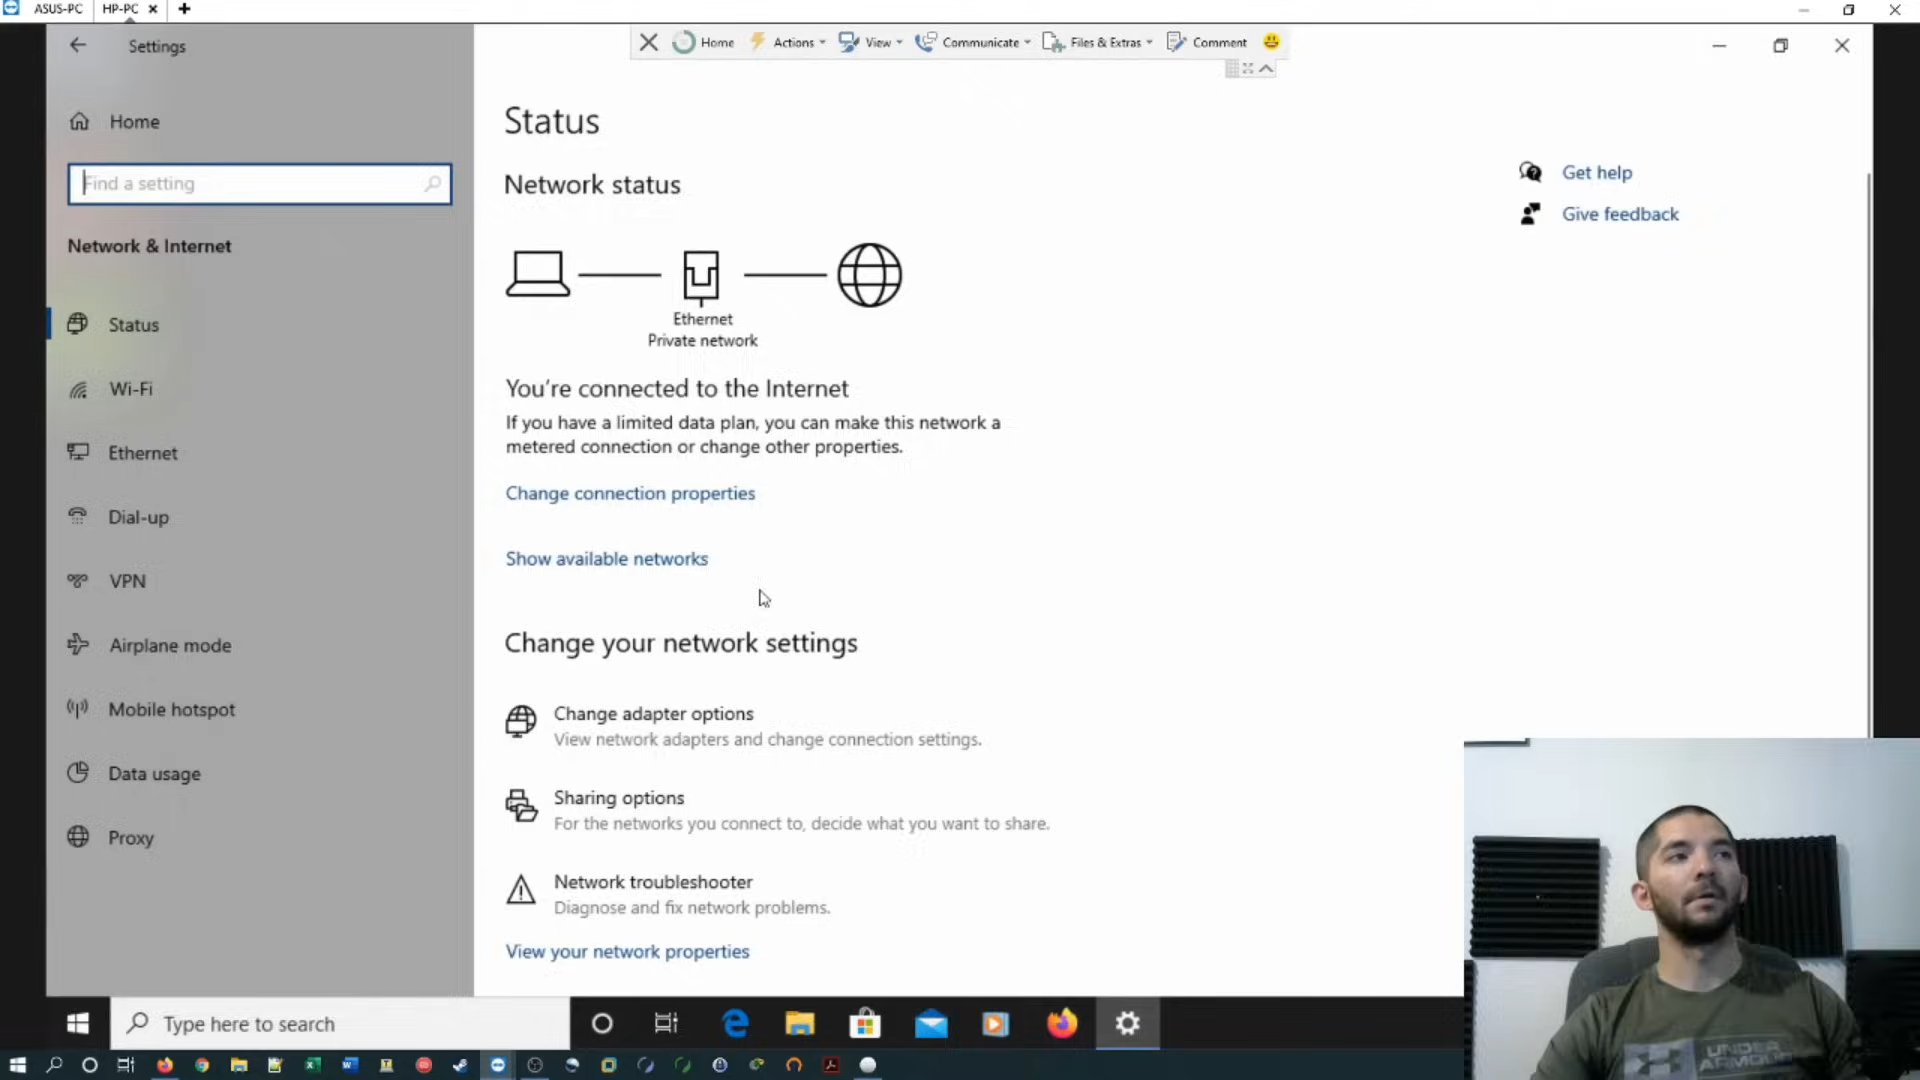 ASUS-PC HP-PC
Settings
Home Actions View Communicate Files & Extras Comment
Home
Find a setting
Network & Internet
Status
Wi-Fi
Ethernet
Dial-up
VPN
Airplane mode
Mobile hotspot
Data usage
Proxy
Status
Network status
Ethernet
Private network
You're connected to the Internet
If you have a limited data plan, you can make this network a
metered connection or change other properties.
Change connection properties
Show available networks
Change your network settings
Change adapter options
View network adapters and change connection settings.
Sharing options
For the networks you connect to, decide what you want to share.
Network troubleshooter
Diagnose and fix network problems.
View your network properties
Get help
Give feedback
Type here to search
UNDER
ARMOUR